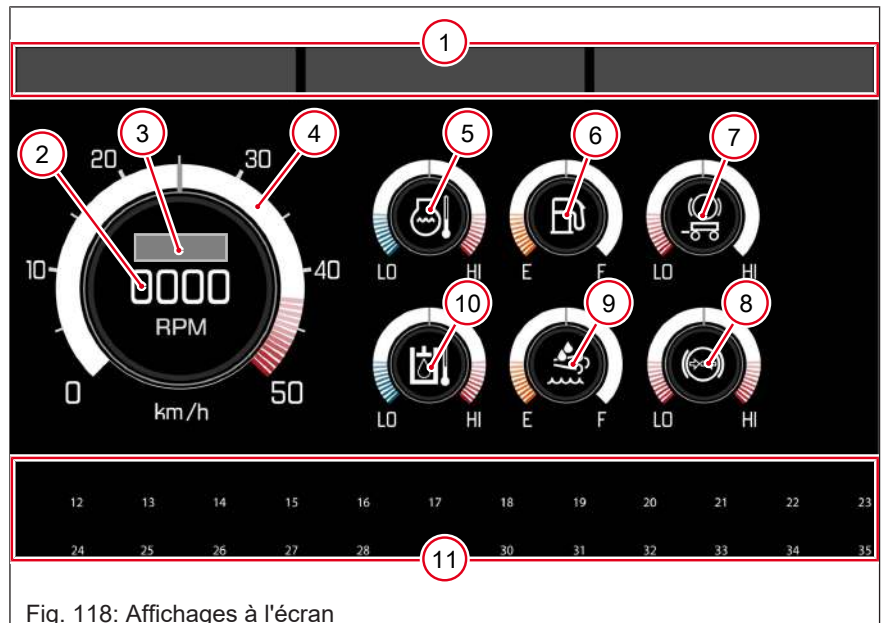 1
2
3
4
5
6
7
20
30
10
40
0000
RPM
0
50
km/h
LO HI
E F
LO HI
10
9
8
LO HI
E F
LO HI
12 13 14 15 16 17 18 19 20 21 22 23
24 25 26 27 28 30 31 32 33 34 35
11
Fig. 118: Affichages à l'écran